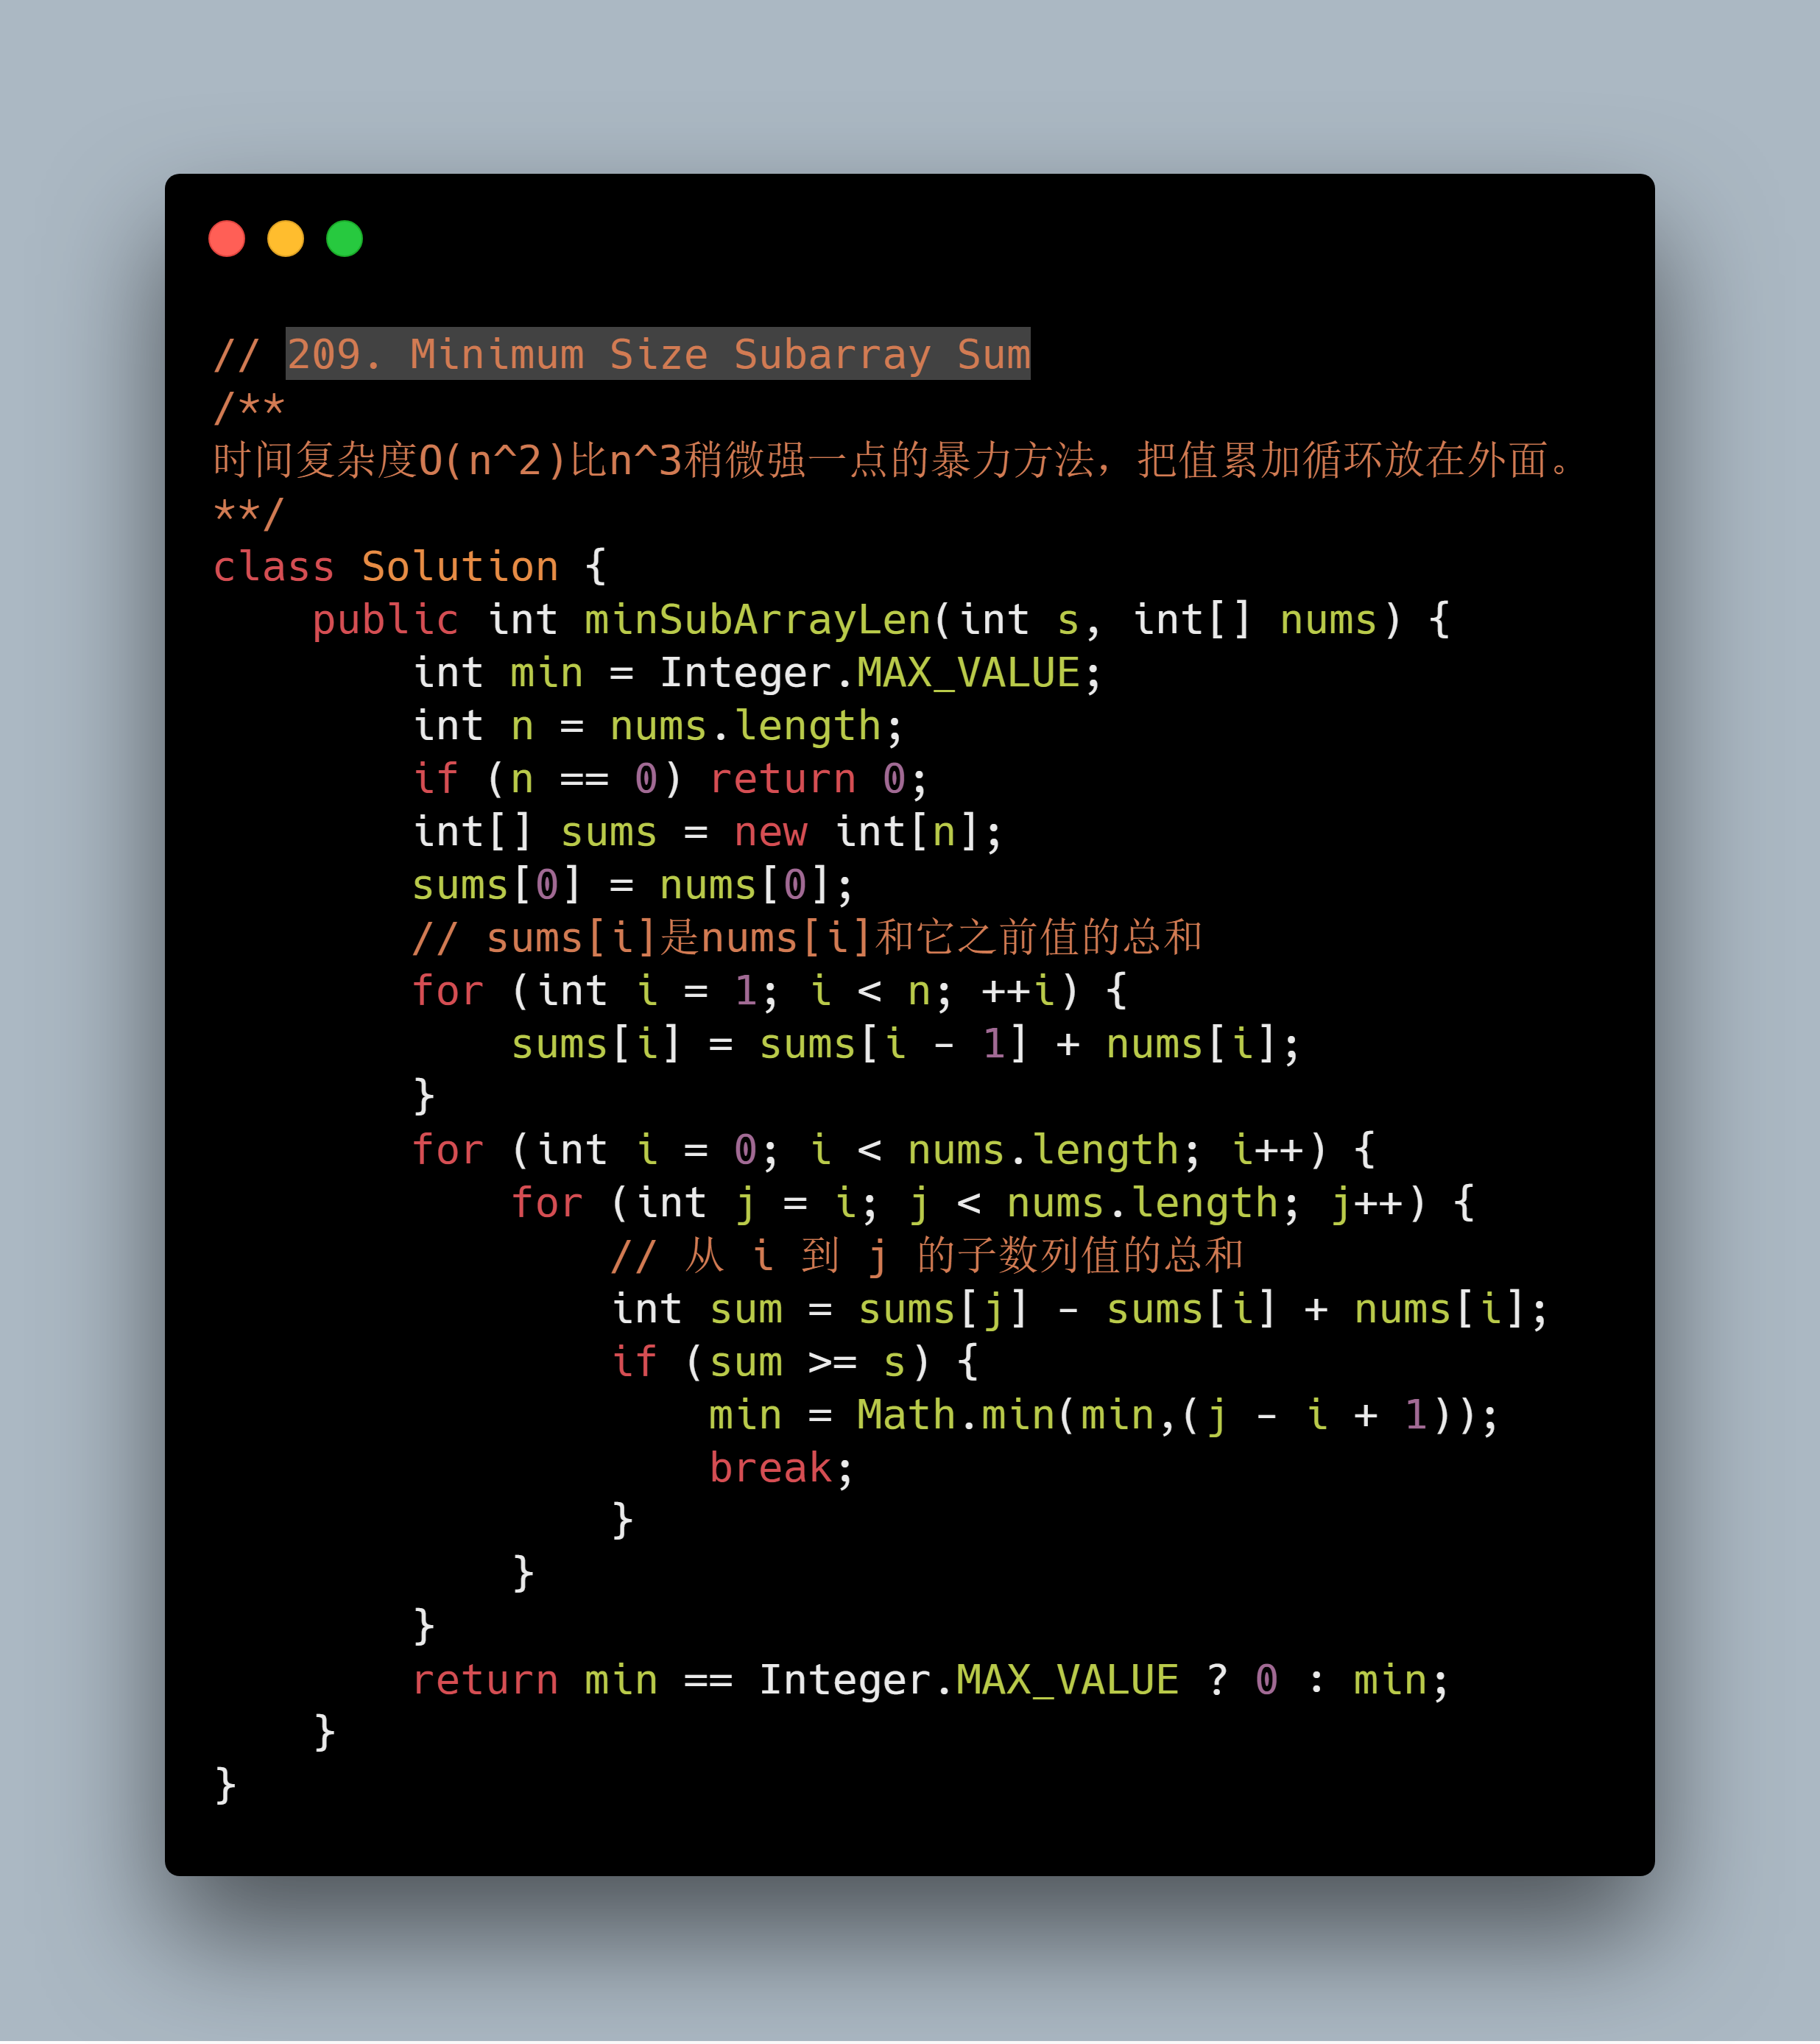 // 209. Minimum Size Subarray Sum
/**
时间复杂度O(n^2)比n^3稍微强一点的暴力方法，把值累加循环放在外面。
**/
class Solution {
    public int minSubArrayLen(int s, int[] nums) {
        int min = Integer.MAX_VALUE;
        int n = nums.length;
        if (n == 0) return 0;
        int[] sums = new int[n];
        sums[0] = nums[0];
        // sums[i]是nums[i]和它之前值的总和
        for (int i = 1; i < n; ++i) {
            sums[i] = sums[i - 1] + nums[i];
        }
        for (int i = 0; i < nums.length; i++) {
            for (int j = i; j < nums.length; j++) {
                // 从 i 到 j 的子数列值的总和
                int sum = sums[j] - sums[i] + nums[i];
                if (sum >= s) {
                    min = Math.min(min,(j - i + 1));
                    break;
                }
            }
        }
        return min == Integer.MAX_VALUE ? 0 : min;
    }
}